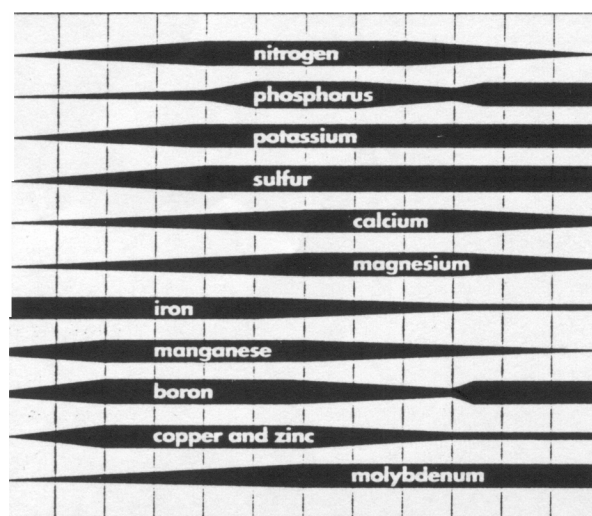 nitrogen
phosphorus
potassium
sulfur
calcium
magnesium
iron
manganese
boron
copper and zinc
molybdenum